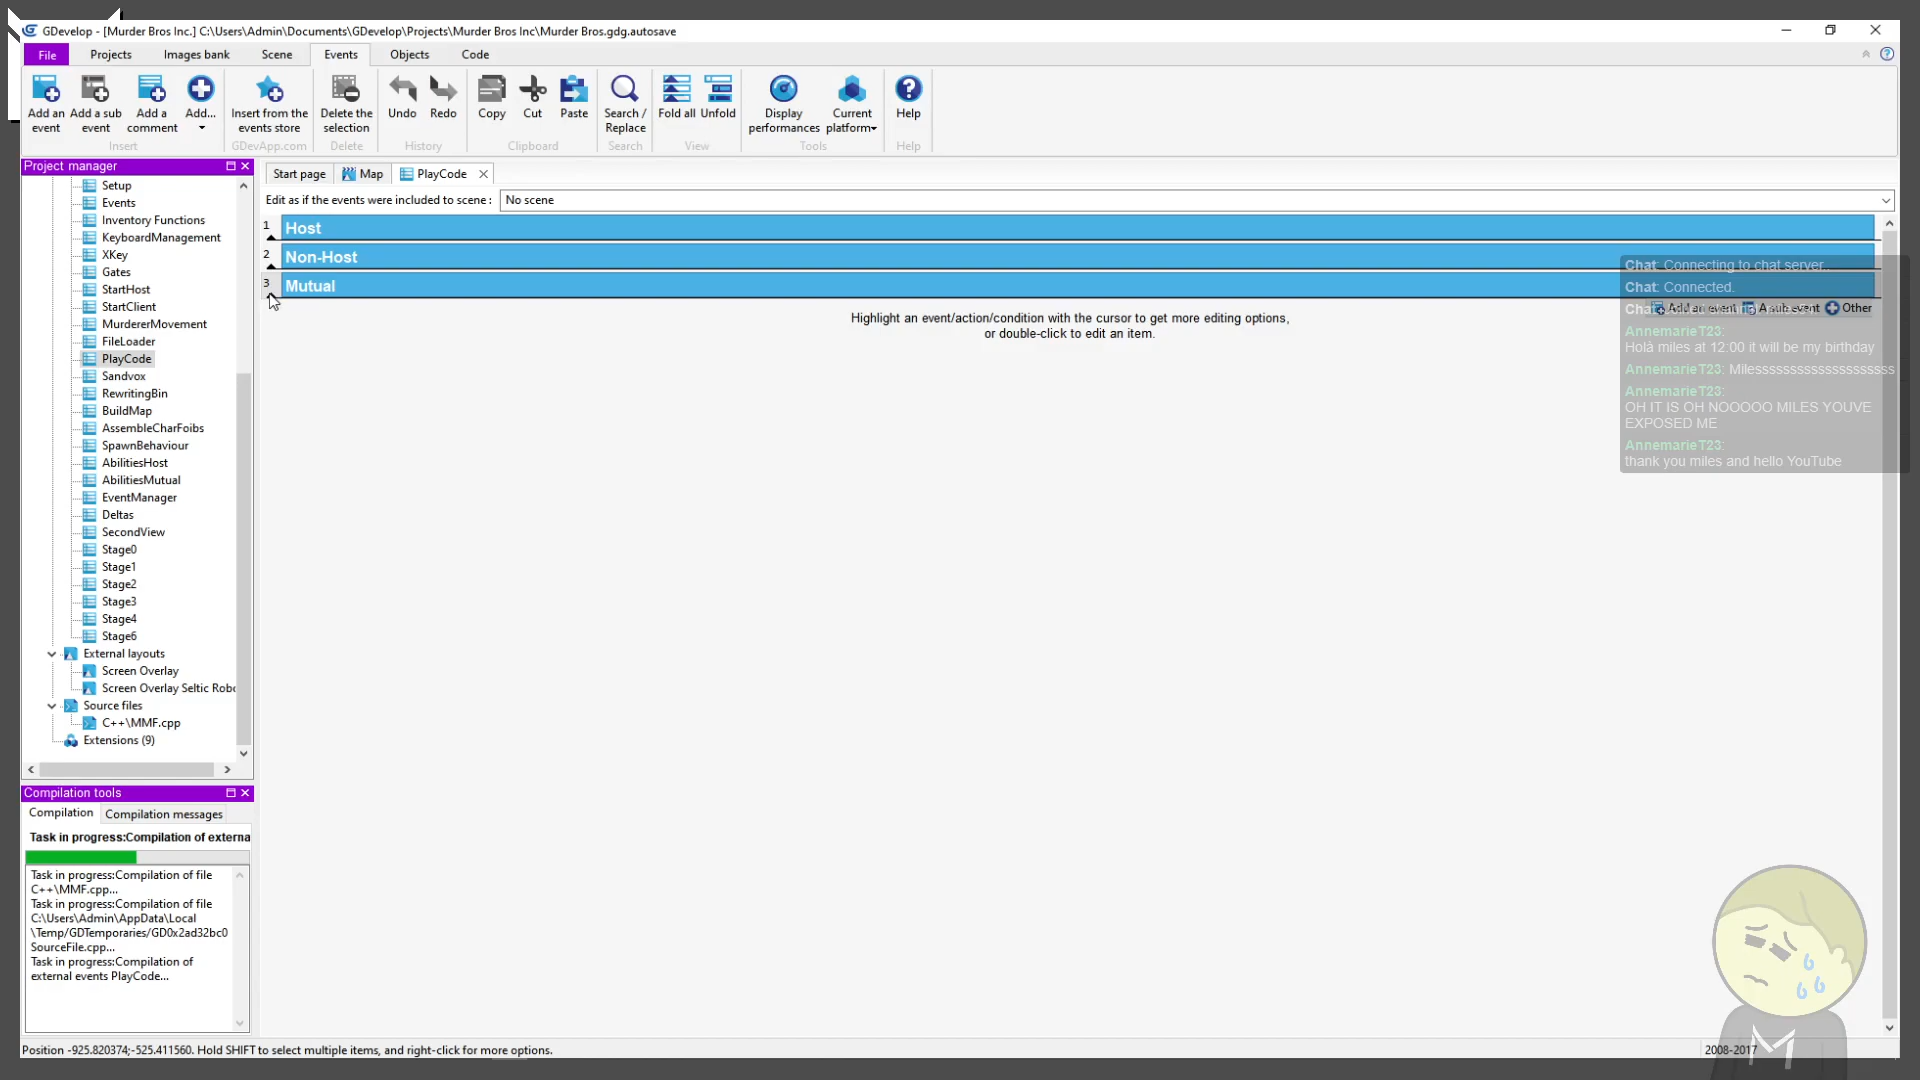 GDevelop - [Murder Bros Inc.] C:\Users\Admin\Documents\GDevelop\Projects\Murder Bros Inc\Murder Bros.gdg.autosave
File Projects Images bank Scene Events Objects Code
Add an event
Add a sub event
Add a comment
Add...
Insert
Insert from the events store
GDevApp.com
Delete the selection
Delete
Undo
Redo
History
Copy
Cut
Paste
Clipboard
Search / Replace
Search
Fold all
Unfold
View
Display performances
Current platform
Tools
Help
Help
Project manager
Setup
Events
Inventory Functions
KeyboardManagement
XKey
Gates
StartHost
StartClient
MurdererMovement
FileLoader
PlayCode
Sandvox
RewritingBin
BuildMap
AssembleCharFoibs
SpawnBehaviour
AbilitiesHost
AbilitiesMutual
EventManager
Deltas
SecondView
Stage0
Stage1
Stage2
Stage3
Stage4
Stage6
External layouts
Screen Overlay
Screen Overlay Seltic Robo
Source files
C++\MMF.cpp
Extensions (9)
Compilation tools
Compilation Compilation messages
Task in progress:Compilation of externa
Task in progress:Compilation of file
C++\MMF.cpp...
Task in progress:Compilation of file
C:\Users\Admin\AppData\Local
\Temp/GDTemporaries/GD0x2ad32bc0
SourceFile.cpp...
Task in progress:Compilation of
external events PlayCode...
Start page Map PlayCode
Edit as if the events were included to scene : No scene
1 Host
2 Non-Host
3 Mutual
Highlight an event/action/condition with the cursor to get more editing options,
or double-click to edit an item.
Other
Chat: Connecting to chat server..
Chat: Connected.
Chat:
AnnemarieT23:
Holà miles at 12:00 it will be my birthday
AnnemarieT23: Milesssssssssssssssssss
AnnemarieT23:
OH IT IS OH NOOOOO MILES YOUVE
EXPOSED ME
AnnemarieT23:
thank you miles and hello YouTube
Position -925.820374;-525.411560. Hold SHIFT to select multiple items, and right-click for more options.
2008-2017